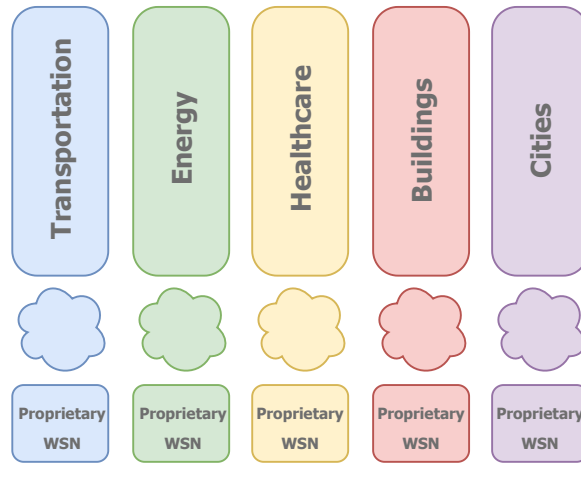 Transportation
Energy
Healthcare
Buildings
Cities
Proprietary
WSN
Proprietary
WSN
Proprietary
WSN
Proprietary
WSN
Proprietary
WSN